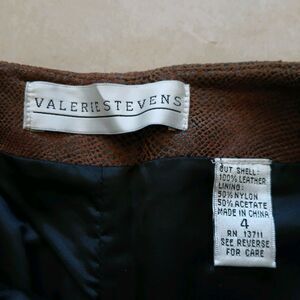 VALERIE STEVENS
OUT SHELL:
100% LEATHER
LINING:
50% NYLON
50% ACETATE
MADE IN CHINA
4
RN 13711
SEE REVERSE
FOR CARE